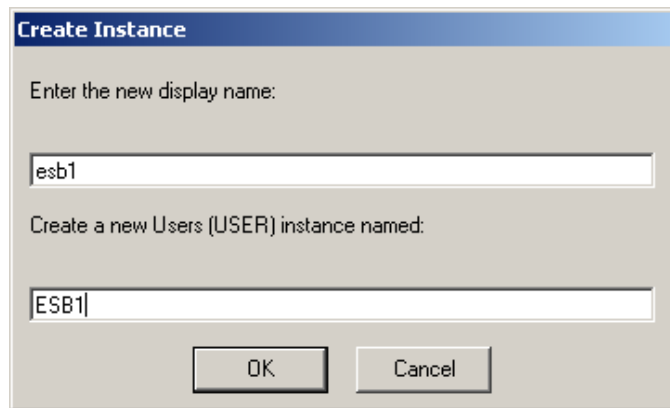 Create Instance
Enter the new display name:
esb1
Create a new Users (USER) instance named:
ESB1
OK Cancel